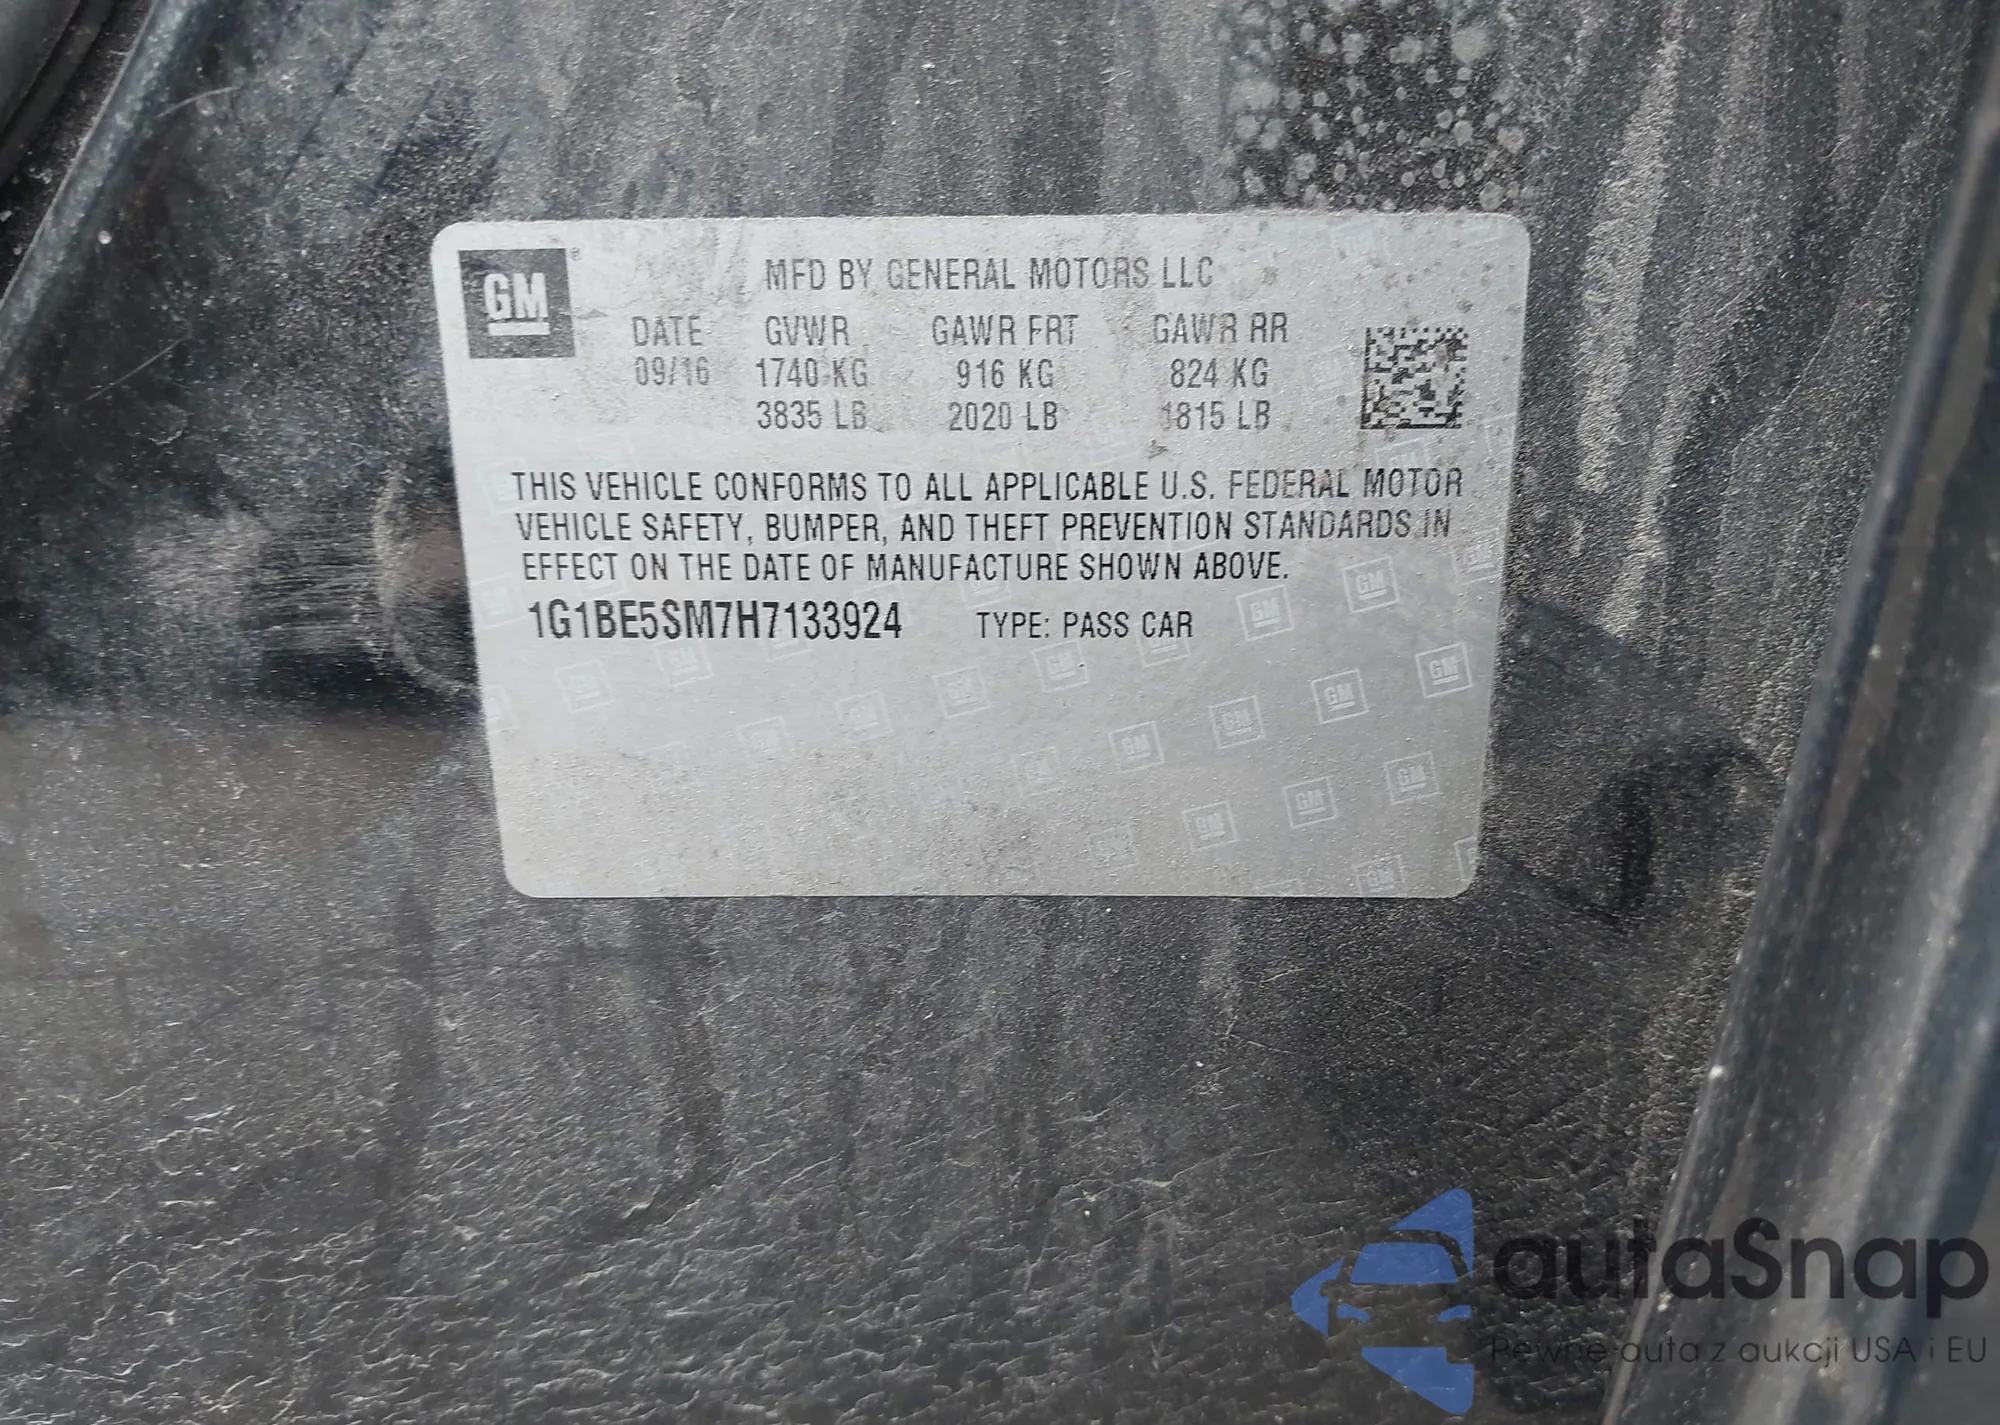 GM®
MFD BY GENERAL MOTORS LLC
DATE GVWR GAWR FRT GAWR RR
09/16 1740 KG 916 KG 824 KG
3835 LB 2020 LB 1815 LB
THIS VEHICLE CONFORMS TO ALL APPLICABLE U.S. FEDERAL MOTOR
VEHICLE SAFETY, BUMPER, AND THEFT PREVENTION STANDARDS IN
EFFECT ON THE DATE OF MANUFACTURE SHOWN ABOVE.
1G1BE5SM7H7133924 TYPE: PASS CAR
autaSnap
Pewne auta z aukcji USA i EU